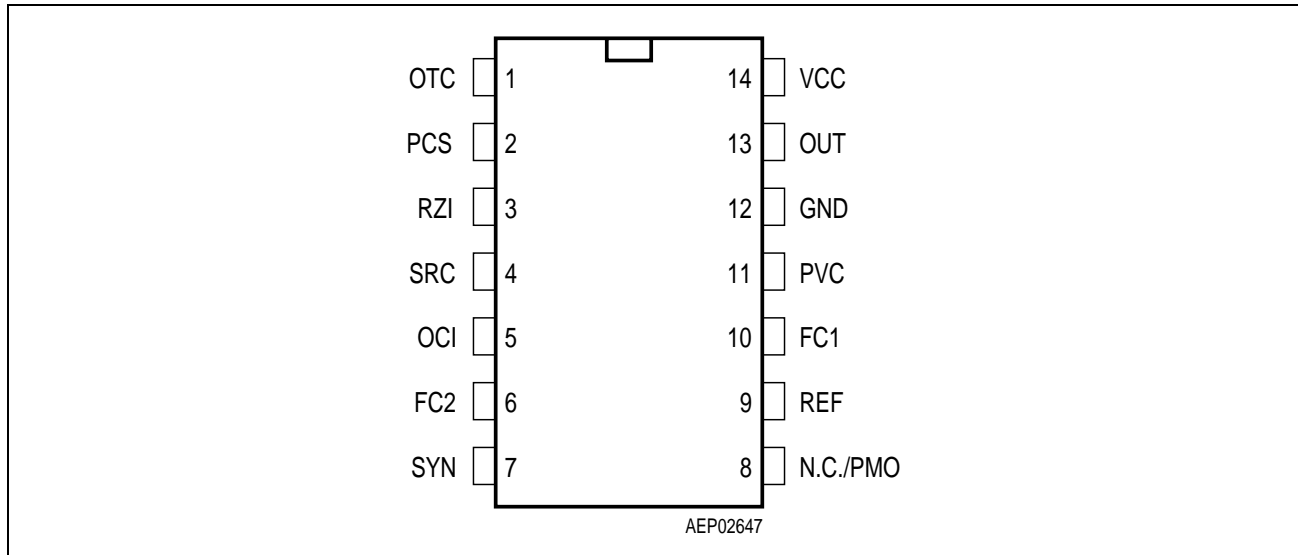 OTC 1 14 VCC
PCS 2 13 OUT
RZI 3 12 GND
SRC 4 11 PVC
OCI 5 10 FC1
FC2 6 9 REF
SYN 7 8 N.C./PMO
AEP02647